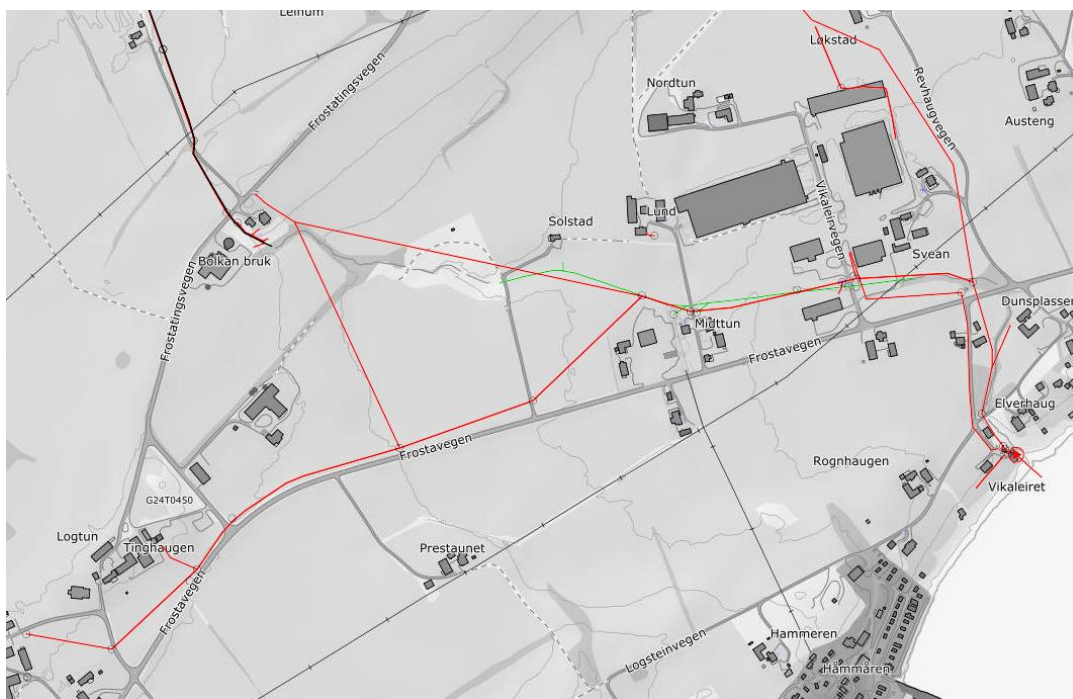 Leinum
Løkstad
Frostatingsvegen
Nordtun
Revhaugvegen
Austeng
Lund
Solstad
Vikaleirvegen
Bolkan bruk
Svean
Frostatingsvegen
Midttun
Dunsplassen
Frostavegen
Elverhaug
Frostavegen
Rognhaugen
Vikaleiret
G24T0450
Logtun
Tinghaugen
Prestaunet
Frostavegen
Logsteinvegen
Hammeren
Håmmåren